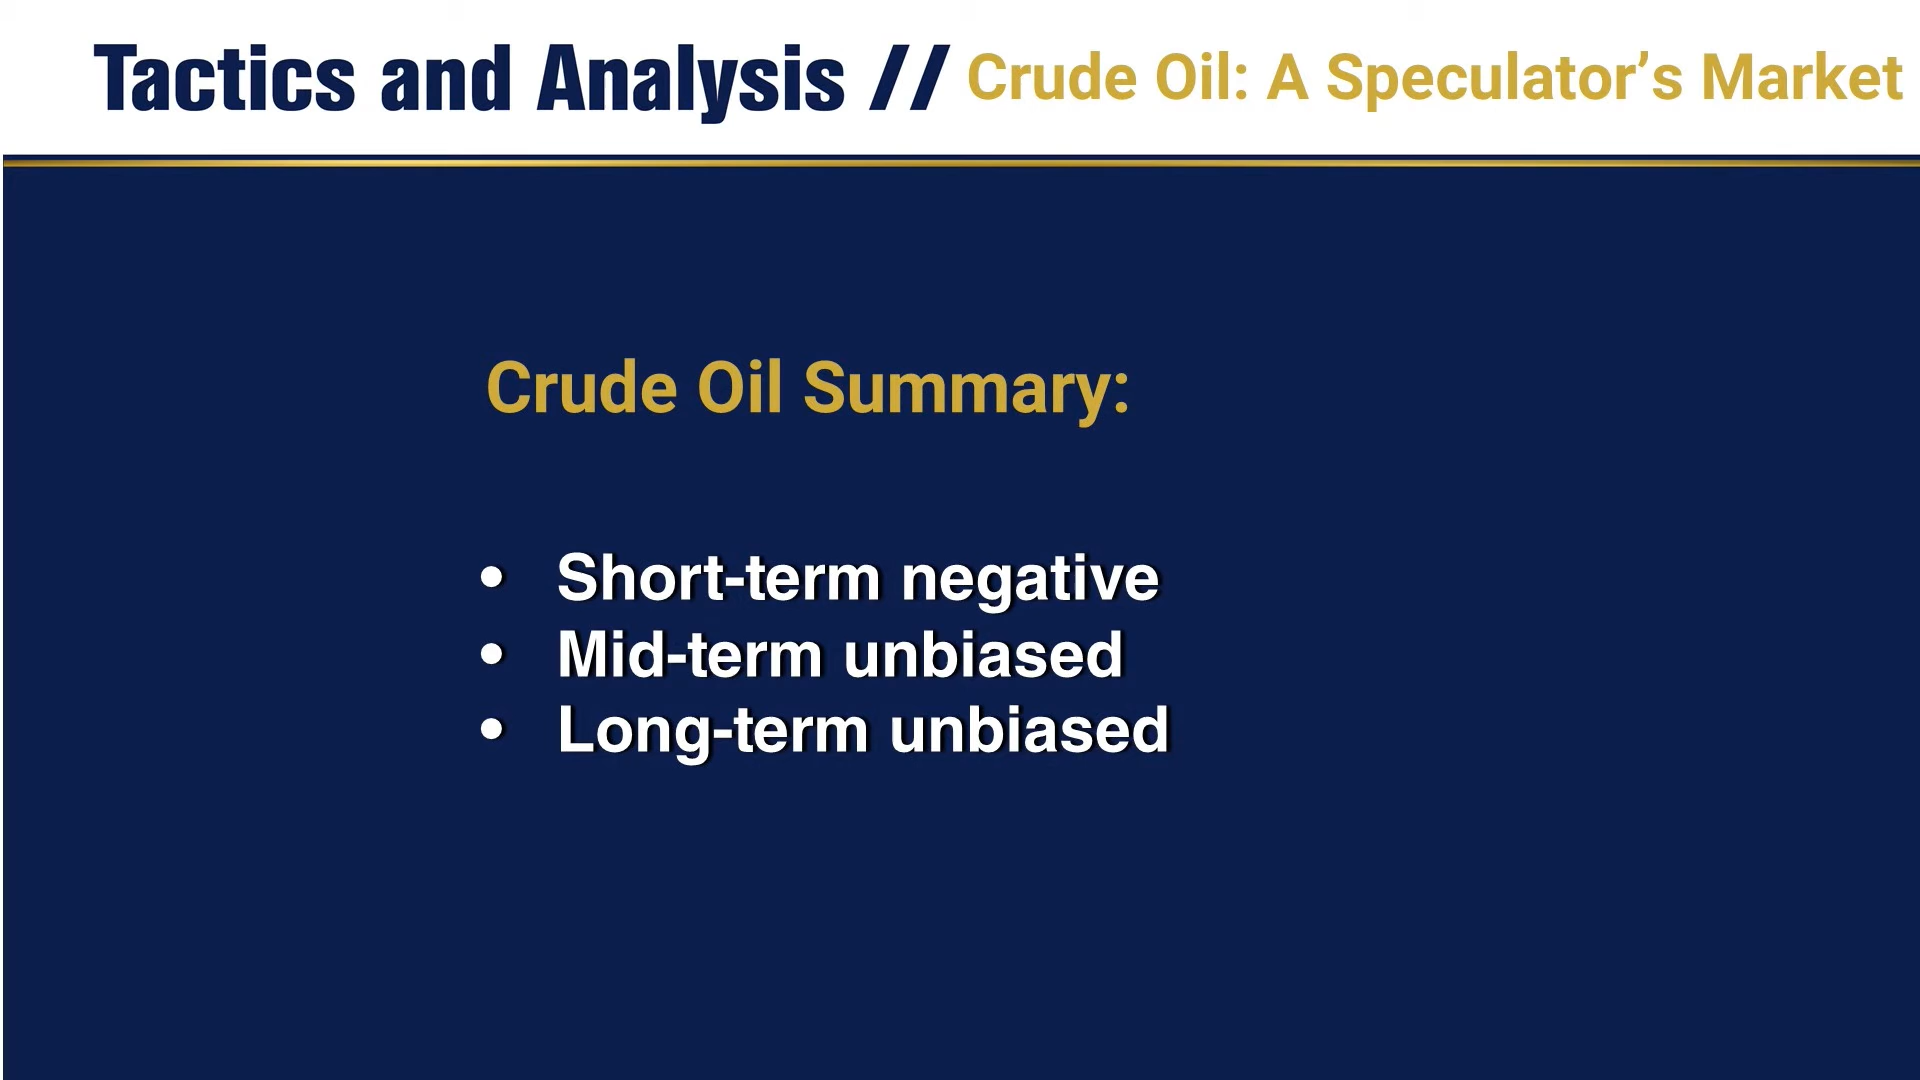 Tactics and Analysis // Crude Oil: A Speculator’s Market
Crude Oil Summary:
• Short-term negative
• Mid-term unbiased
• Long-term unbiased